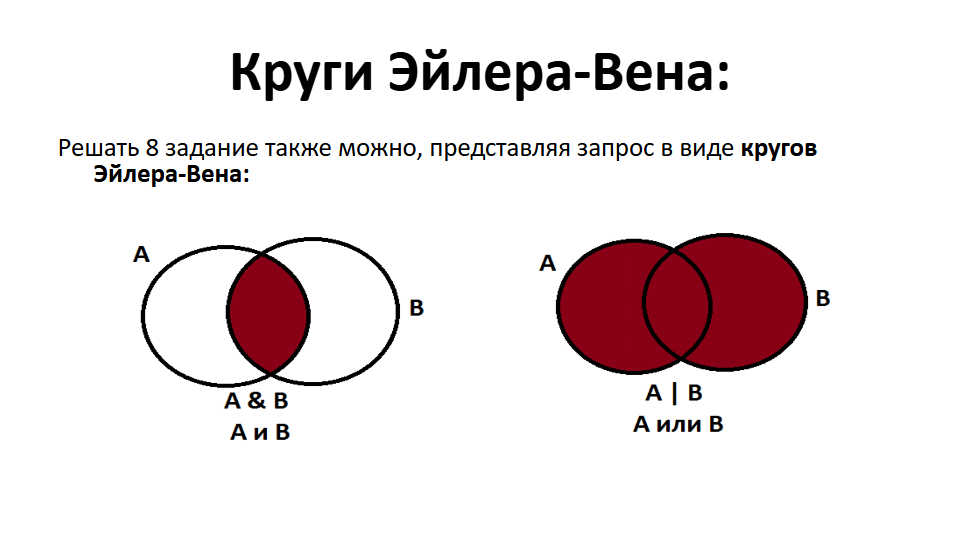 Круги Эйлера-Вена:
Решать 8 задание также можно, представляя запрос в виде кругов
Эйлера-Вена:
A
B
A & B
А и В
A
B
A | B
А или В